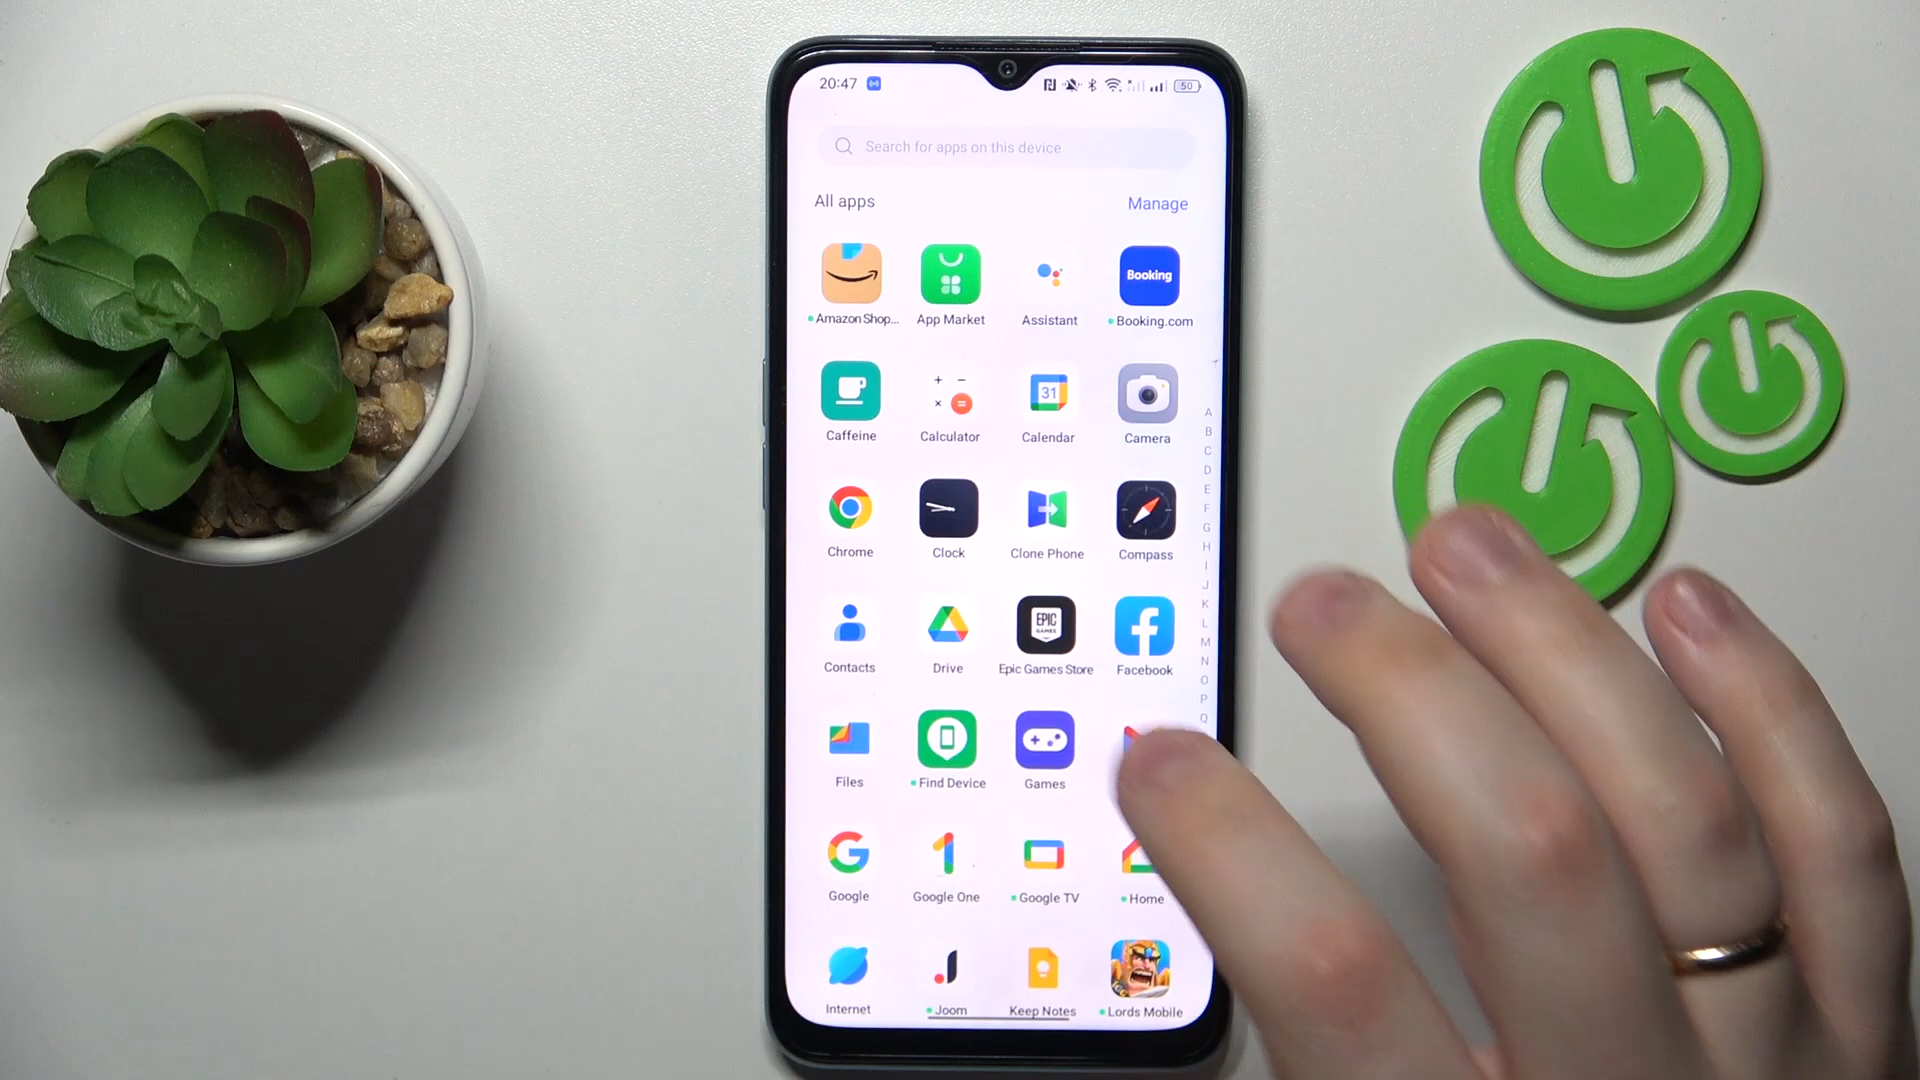 20:47
50
Search for apps on this device
All apps
Manage
Booking
Amazon Shop...
App Market
Assistant
Booking.com
31
Caffeine
Calculator
Calendar
Camera
Chrome
Clock
Clone Phone
Compass
EPIC
GAMES
Contacts
Drive
Epic Games Store
Facebook
Files
Find Device
Games
Google
Google One
Google TV
Home
Internet
Joom
Keep Notes
Lords Mobile
A
B
C
D
E
F
G
H
I
J
K
L
M
N
O
P
Q